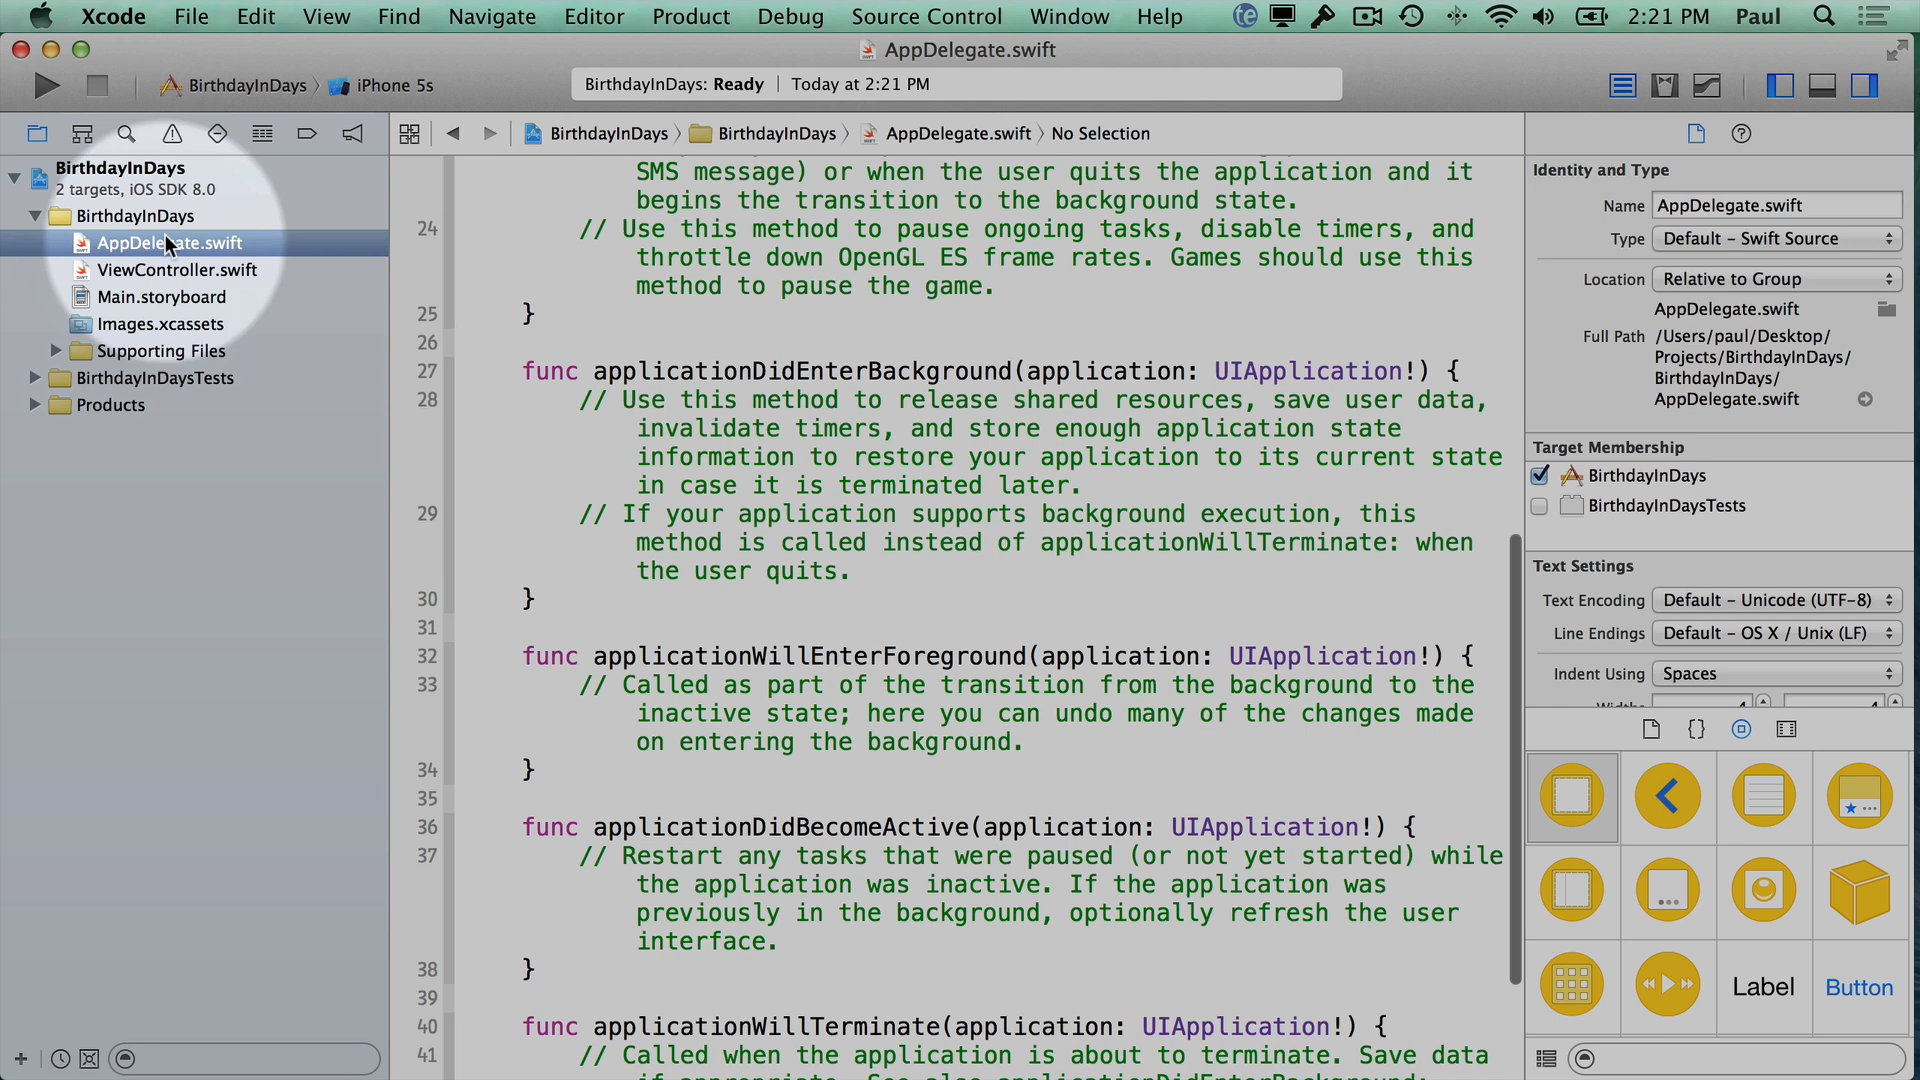 Xcode File Edit View Find Navigate Editor Product Debug Source Control Window Help 2:21 PM Paul
AppDelegate.swift
BirthdayInDays iPhone 5s
BirthdayInDays: Ready Today at 2:21 PM
BirthdayInDays BirthdayInDays AppDelegate.swift No Selection
BirthdayInDays
2 targets, iOS SDK 8.0
BirthdayInDays
AppDelegate.swift
ViewController.swift
Main.storyboard
Images.xcassets
Supporting Files
BirthdayInDaysTests
Products
SMS message) or when the user quits the application and it
begins the transition to the background state.
24 // Use this method to pause ongoing tasks, disable timers, and
throttle down OpenGL ES frame rates. Games should use this
method to pause the game.
25 }
26
27 func applicationDidEnterBackground(application: UIApplication!) {
28 // Use this method to release shared resources, save user data,
invalidate timers, and store enough application state
information to restore your application to its current state
in case it is terminated later.
29 // If your application supports background execution, this
method is called instead of applicationWillTerminate: when
the user quits.
30 }
31
32 func applicationWillEnterForeground(application: UIApplication!) {
33 // Called as part of the transition from the background to the
inactive state; here you can undo many of the changes made
on entering the background.
34 }
35
36 func applicationDidBecomeActive(application: UIApplication!) {
37 // Restart any tasks that were paused (or not yet started) while
the application was inactive. If the application was
previously in the background, optionally refresh the user
interface.
38 }
39
40 func applicationWillTerminate(application: UIApplication!) {
41 // Called when the application is about to terminate. Save data
if appropriate. See also applicationDidEnterBackground:
Identity and Type
Name AppDelegate.swift
Type Default - Swift Source
Location Relative to Group
AppDelegate.swift
Full Path /Users/paul/Desktop/
Projects/BirthdayInDays/
BirthdayInDays/
AppDelegate.swift
Target Membership
BirthdayInDays
BirthdayInDaysTests
Text Settings
Text Encoding Default - Unicode (UTF-8)
Line Endings Default - OS X / Unix (LF)
Indent Using Spaces
Widths 4 4
Label Button